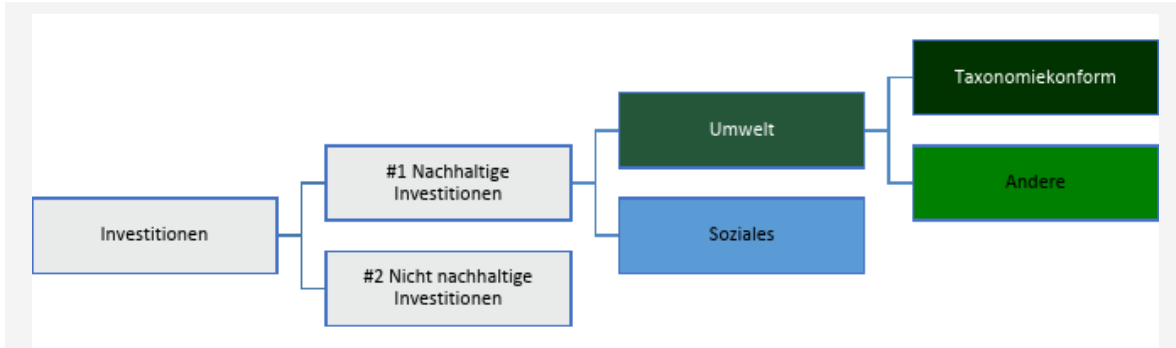 Investitionen
#1 Nachhaltige
Investitionen
#2 Nicht nachhaltige
Investitionen
Umwelt
Soziales
Taxonomiekonform
Andere